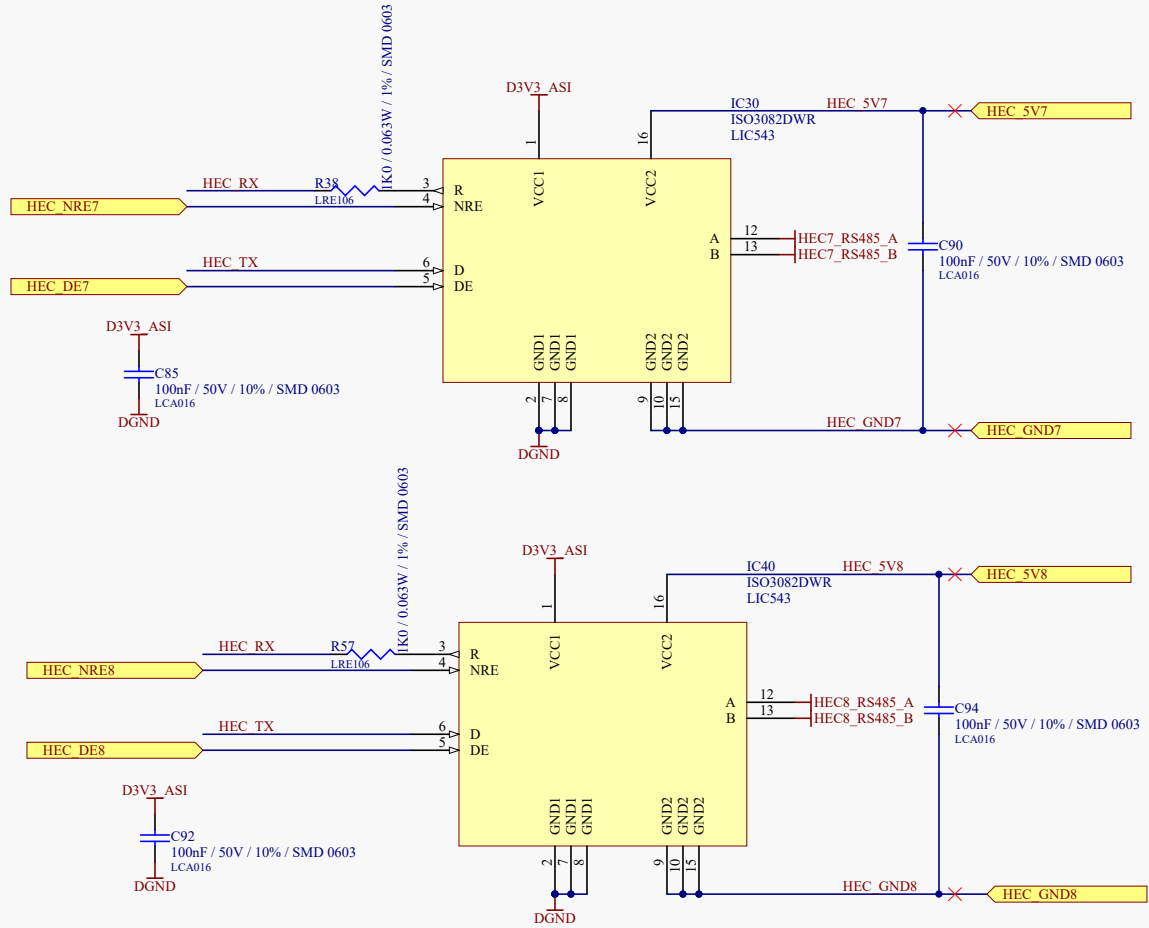 1K0 / 0.063W / 1% / SMD 0603
D3V3_ASI
IC30
HEC_5V7
HEC_5V7
ISO3082DWR
LIC543
1
16
VCC1
VCC2
HEC_RX
R38
3
R
LRE106
HEC_NRE7
4
NRE
A
12
HEC7_RS485_A
B
13
HEC7_RS485_B
C90
100nF / 50V / 10% / SMD 0603
LCA016
HEC_TX
6
D
HEC_DE7
5
DE
D3V3_ASI
C85
100nF / 50V / 10% / SMD 0603
LCA016
DGND
GND1
GND1
GND1
GND2
GND2
GND2
2
7
8
9
10
15
HEC_GND7
HEC_GND7
DGND
1K0 / 0.063W / 1% / SMD 0603
D3V3_ASI
IC40
HEC_5V8
HEC_5V8
ISO3082DWR
LIC543
1
16
VCC1
VCC2
HEC_RX
R57
3
R
LRE106
HEC_NRE8
4
NRE
A
12
HEC8_RS485_A
B
13
HEC8_RS485_B
C94
100nF / 50V / 10% / SMD 0603
LCA016
HEC_TX
6
D
HEC_DE8
5
DE
D3V3_ASI
C92
100nF / 50V / 10% / SMD 0603
LCA016
DGND
GND1
GND1
GND1
GND2
GND2
GND2
2
7
8
9
10
15
HEC_GND8
HEC_GND8
DGND